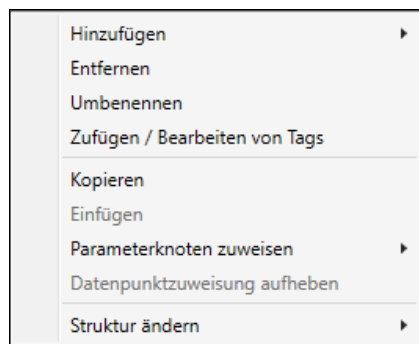 Hinzufügen
Entfernen
Umbenennen
Zufügen / Bearbeiten von Tags
Kopieren
Einfügen
Parameterknoten zuweisen
Datenpunktzuweisung aufheben
Struktur ändern